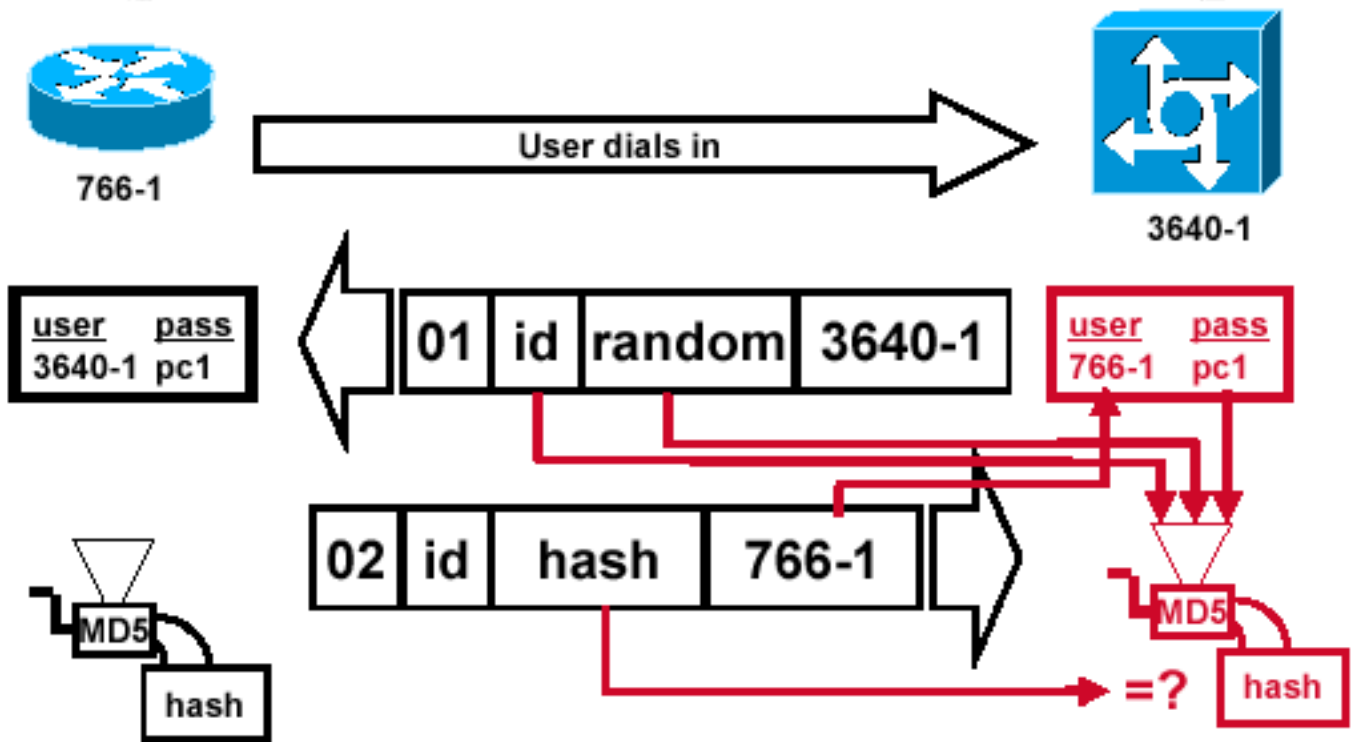 User dials in
766-1
3640-1
user pass
3640-1 pc1
01 id random 3640-1
user pass
766-1 pc1
02 id hash 766-1
MD5
hash
=?
MD5
hash